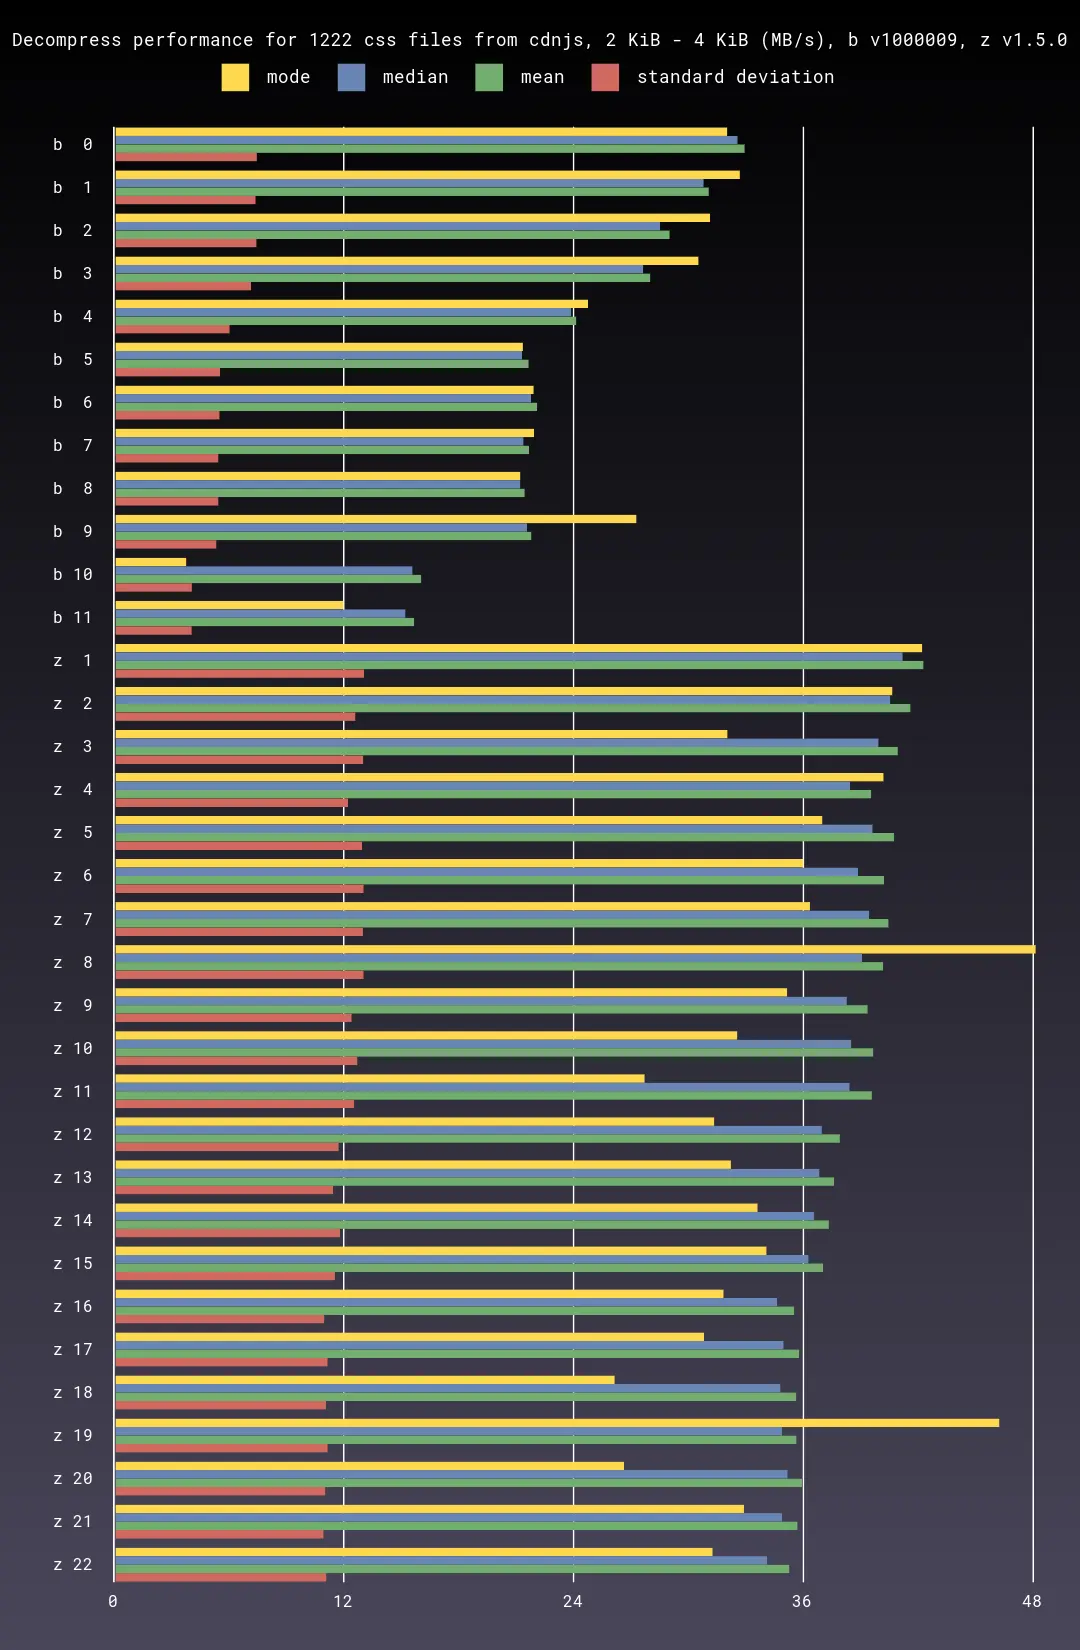 Decompress performance for 1222 css files from cdnjs, 2 KiB - 4 KiB (MB/s), b v1000009, z v1.5.0
mode median mean standard deviation
b 0
b 1
b 2
b 3
b 4
b 5
b 6
b 7
b 8
b 9
b 10
b 11
z 1
z 2
z 3
z 4
z 5
z 6
z 7
z 8
z 9
z 10
z 11
z 12
z 13
z 14
z 15
z 16
z 17
z 18
z 19
z 20
z 21
z 22
0 12 24 36 48